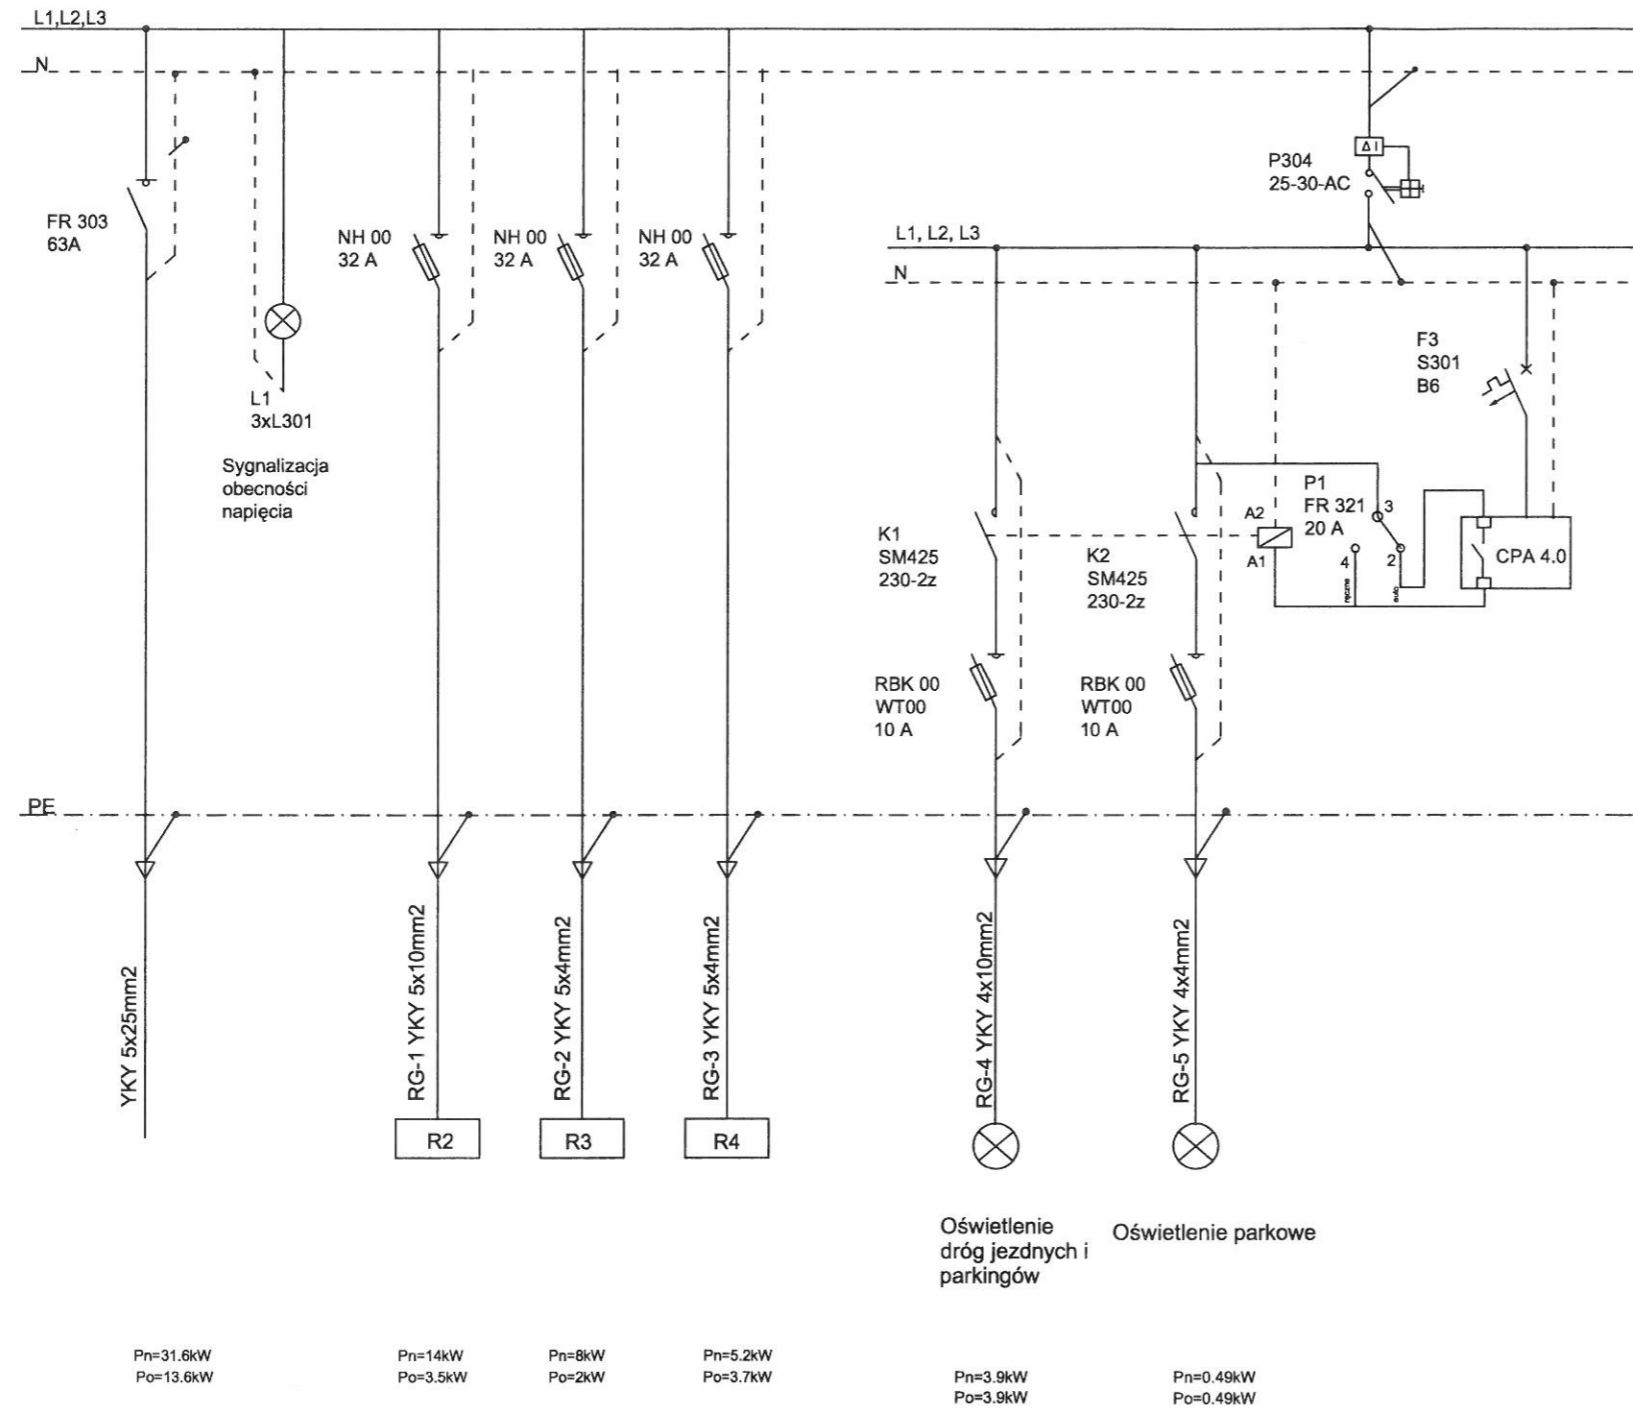 L1,L2,L3
N
FR 303
63A
L1
3xL301
Sygnalizacja
obecności
napięcia
NH 00
32 A
NH 00
32 A
NH 00
32 A
P304
25-30-AC
Δ I
L1, L2, L3
N
F3
S301
B6
K1
SM425
230-2z
K2
SM425
230-2z
A2
A1
P1
FR 321
20 A
3
4
2
ręczne
auto
CPA 4.0
RBK 00
WT00
10 A
RBK 00
WT00
10 A
PE
YKY 5x25mm2
RG-1 YKY 5x10mm2
RG-2 YKY 5x4mm2
RG-3 YKY 5x4mm2
RG-4 YKY 4x10mm2
RG-5 YKY 4x4mm2
R2
R3
R4
Oświetlenie
dróg jezdnych i
parkingów
Oświetlenie parkowe
Pn=31.6kW
Po=13.6kW
Pn=14kW
Po=3.5kW
Pn=8kW
Po=2kW
Pn=5.2kW
Po=3.7kW
Pn=3.9kW
Po=3.9kW
Pn=0.49kW
Po=0.49kW